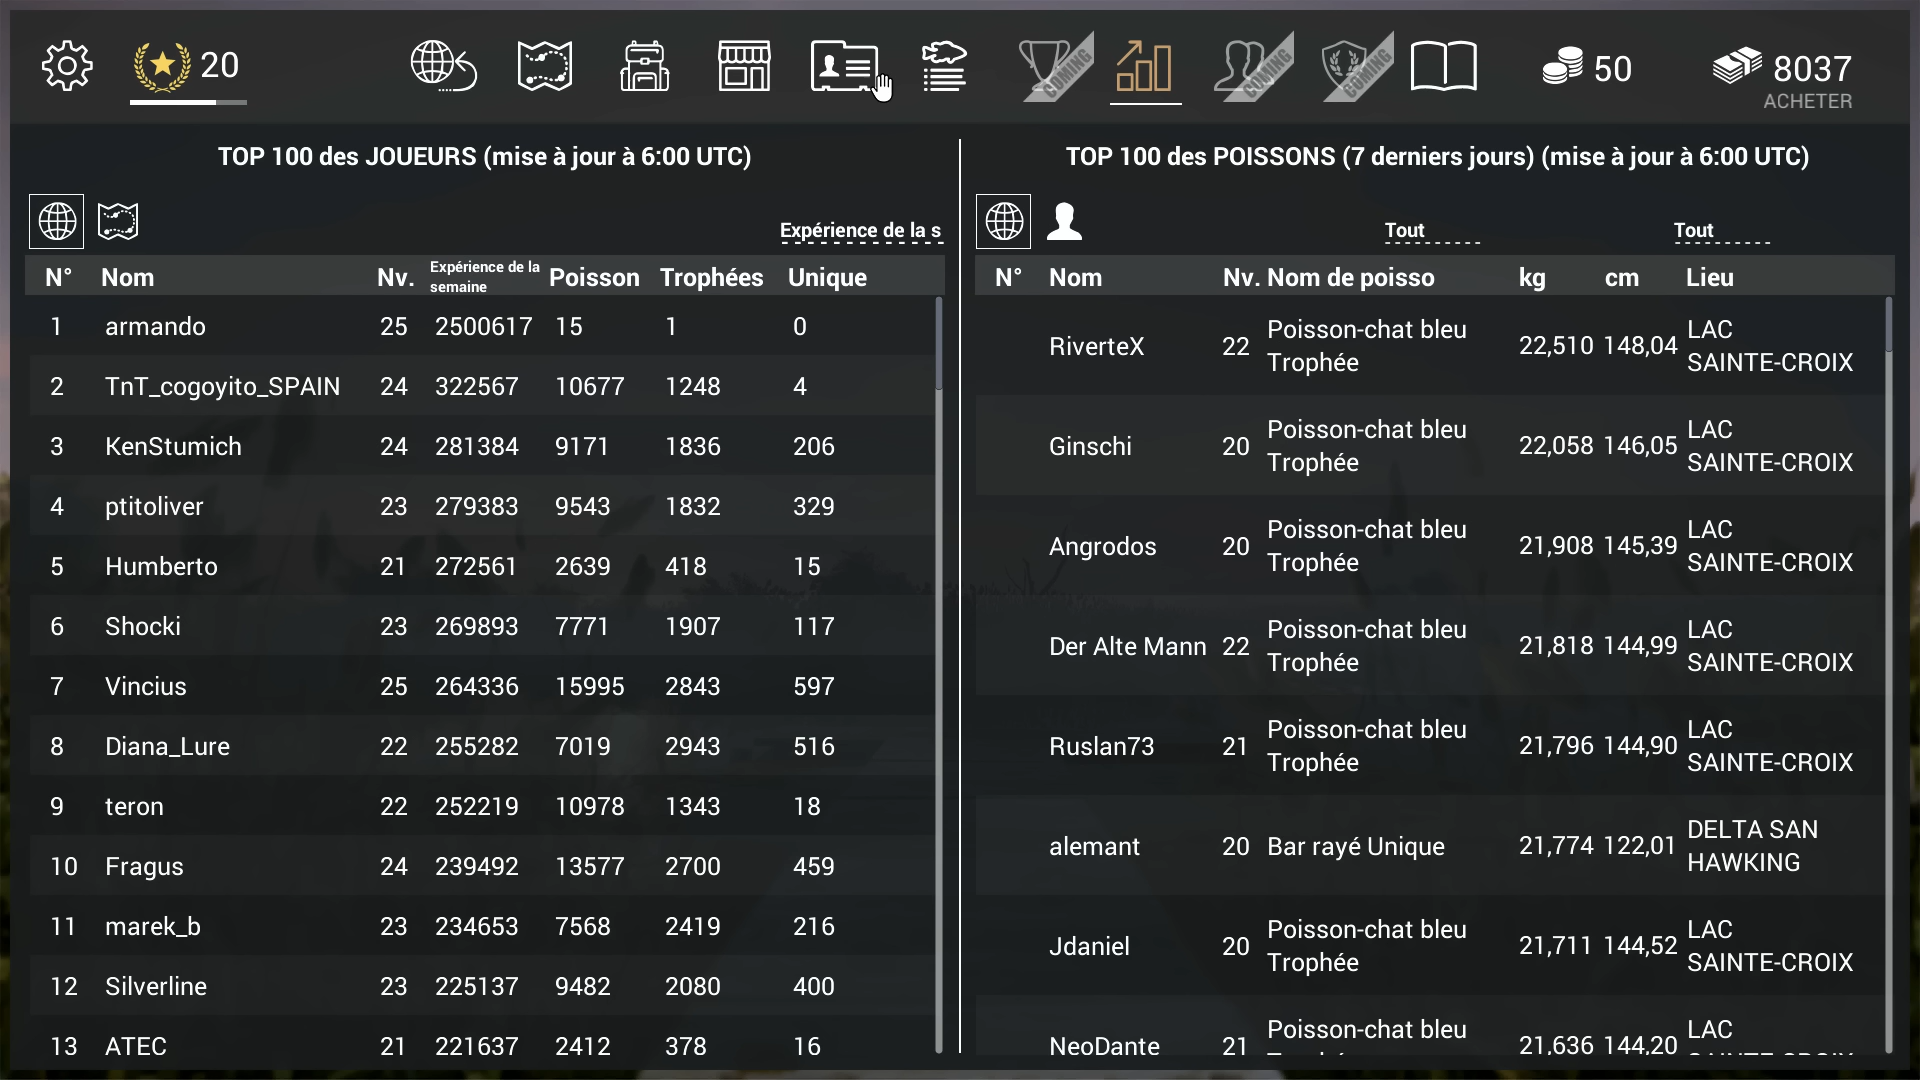 20
COMING
COMING
COMING
50
8037
ACHETER
TOP 100 des JOUEURS (mise à jour à 6:00 UTC)
Expérience de la s
N° Nom Nv. Expérience de la semaine Poisson Trophées Unique
1 armando 25 2500617 15 1 0
2 TnT_cogoyito_SPAIN 24 322567 10677 1248 4
3 KenStumich 24 281384 9171 1836 206
4 ptitoliver 23 279383 9543 1832 329
5 Humberto 21 272561 2639 418 15
6 Shocki 23 269893 7771 1907 117
7 Vincius 25 264336 15995 2843 597
8 Diana_Lure 22 255282 7019 2943 516
9 teron 22 252219 10978 1343 18
10 Fragus 24 239492 13577 2700 459
11 marek_b 23 234653 7568 2419 216
12 Silverline 23 225137 9482 2080 400
13 ATEC 21 221637 2412 378 16
TOP 100 des POISSONS (7 derniers jours) (mise à jour à 6:00 UTC)
Tout Tout
N° Nom Nv. Nom de poisso kg cm Lieu
RiverteX 22 Poisson-chat bleu Trophée 22,510 148,04 LAC SAINTE-CROIX
Ginschi 20 Poisson-chat bleu Trophée 22,058 146,05 LAC SAINTE-CROIX
Angrodos 20 Poisson-chat bleu Trophée 21,908 145,39 LAC SAINTE-CROIX
Der Alte Mann 22 Poisson-chat bleu Trophée 21,818 144,99 LAC SAINTE-CROIX
Ruslan73 21 Poisson-chat bleu Trophée 21,796 144,90 LAC SAINTE-CROIX
alemant 20 Bar rayé Unique 21,774 122,01 DELTA SAN HAWKING
Jdaniel 20 Poisson-chat bleu Trophée 21,711 144,52 LAC SAINTE-CROIX
NeoDante 21 Poisson-chat bleu 21,636 144,20 LAC